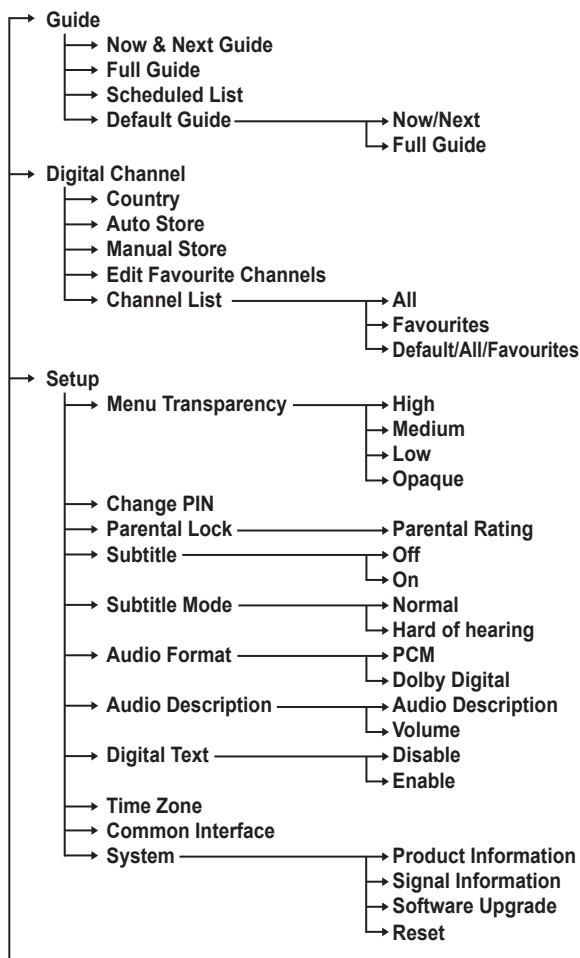 Guide
Now & Next Guide
Full Guide
Scheduled List
Default Guide Now/Next
Full Guide
Digital Channel
Country
Auto Store
Manual Store
Edit Favourite Channels
Channel List All
Favourites
Default/All/Favourites
Setup
Menu Transparency High
Medium
Low
Opaque
Change PIN
Parental Lock Parental Rating
Subtitle Off
On
Subtitle Mode Normal
Hard of hearing
Audio Format PCM
Dolby Digital
Audio Description Audio Description
Volume
Digital Text Disable
Enable
Time Zone
Common Interface
System Product Information
Signal Information
Software Upgrade
Reset